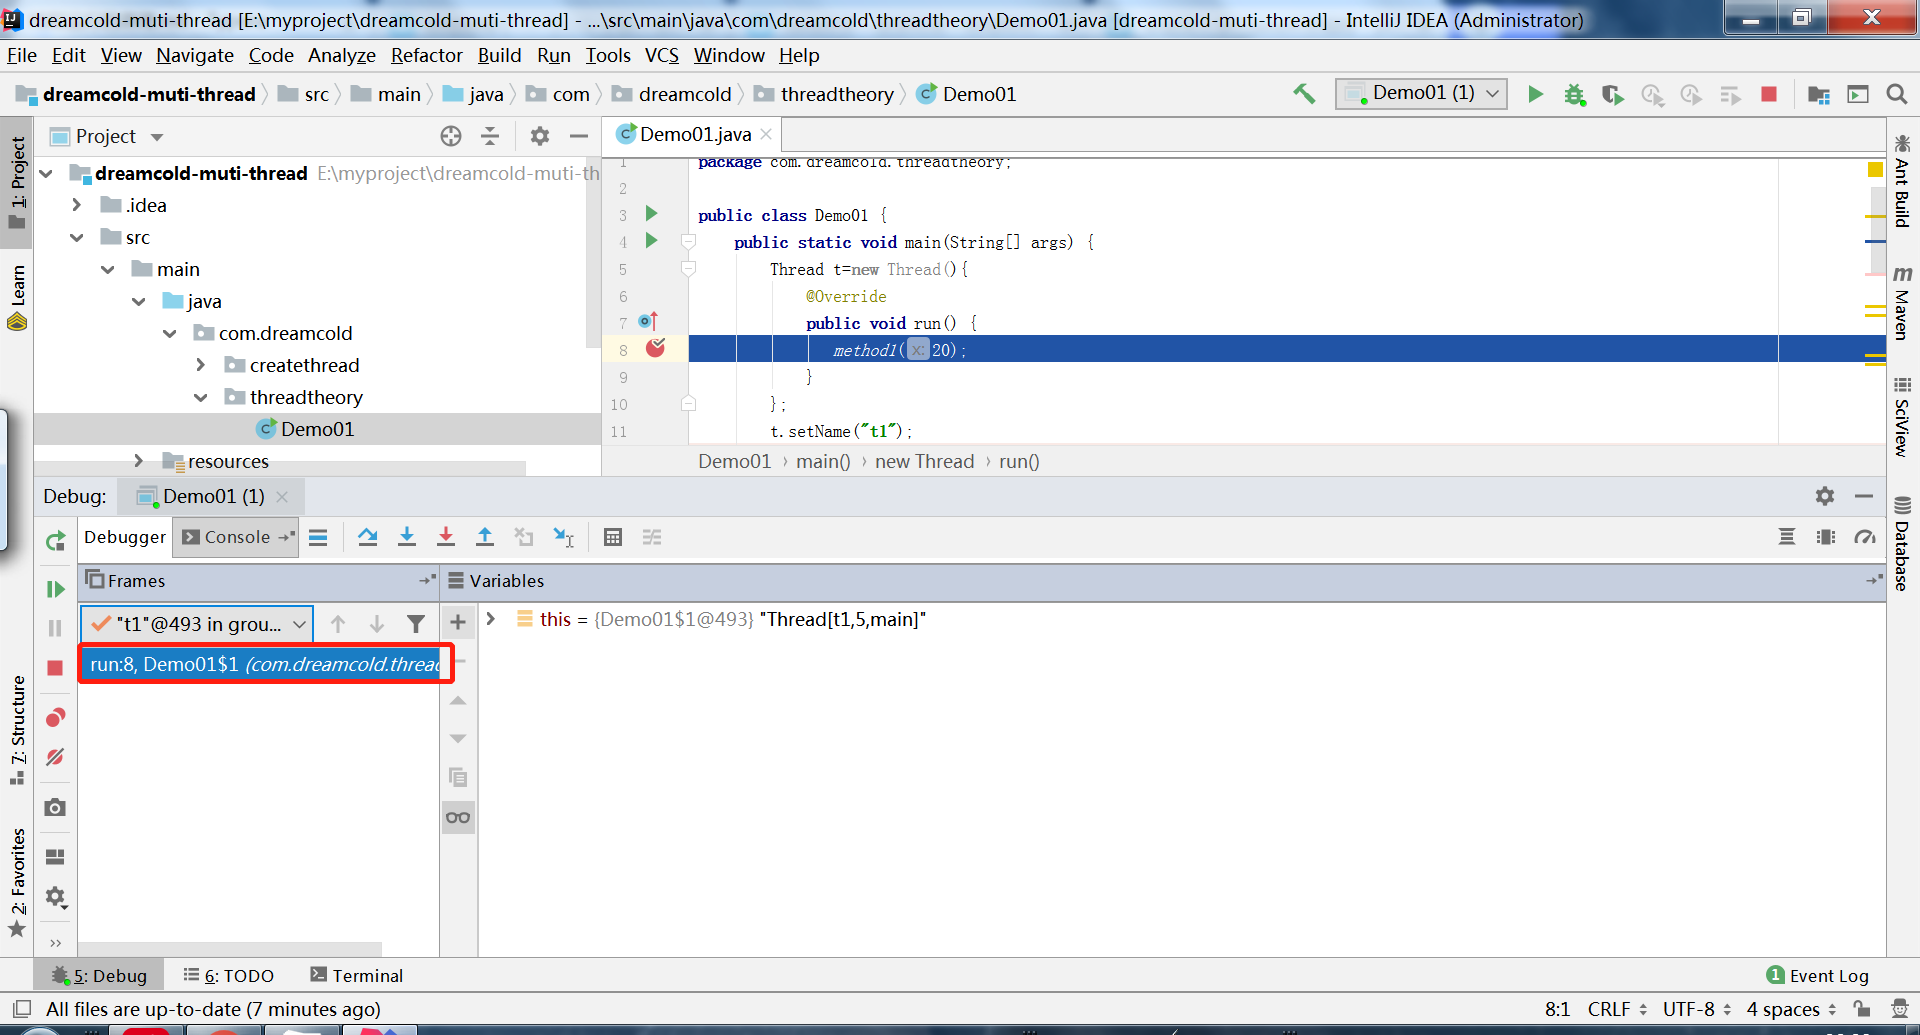 dreamcold-muti-thread [E:\myproject\dreamcold-muti-thread] - ...\src\main\java\com\dreamcold\threadtheory\Demo01.java [dreamcold-muti-thread] - IntelliJ IDEA (Administrator)
File Edit View Navigate Code Analyze Refactor Build Run Tools VCS Window Help
dreamcold-muti-thread src main java com dreamcold threadtheory Demo01 Demo01 (1)
Project
Demo01.java
1: Project
Learn
7: Structure
2: Favorites
dreamcold-muti-thread E:\myproject\dreamcold-muti-th
.idea
src
main
java
com.dreamcold
createthread
threadtheory
Demo01
resources
1 package com.dreamcold.threadtheory;
2
3 public class Demo01 {
4 public static void main(String[] args) {
5 Thread t=new Thread(){
6 @Override
7 public void run() {
8 method1(x: 20);
9 }
10 };
11 t.setName("t1");
Demo01 › main() › new Thread › run()
Ant Build
m Maven
SciView
Database
Debug: Demo01 (1)
Debugger Console
Frames Variables
"t1"@493 in grou...
this = {Demo01$1@493} "Thread[t1,5,main]"
run:8, Demo01$1 (com.dreamcold.thread
5: Debug 6: TODO Terminal 1 Event Log
All files are up-to-date (7 minutes ago) 8:1 CRLF UTF-8 4 spaces